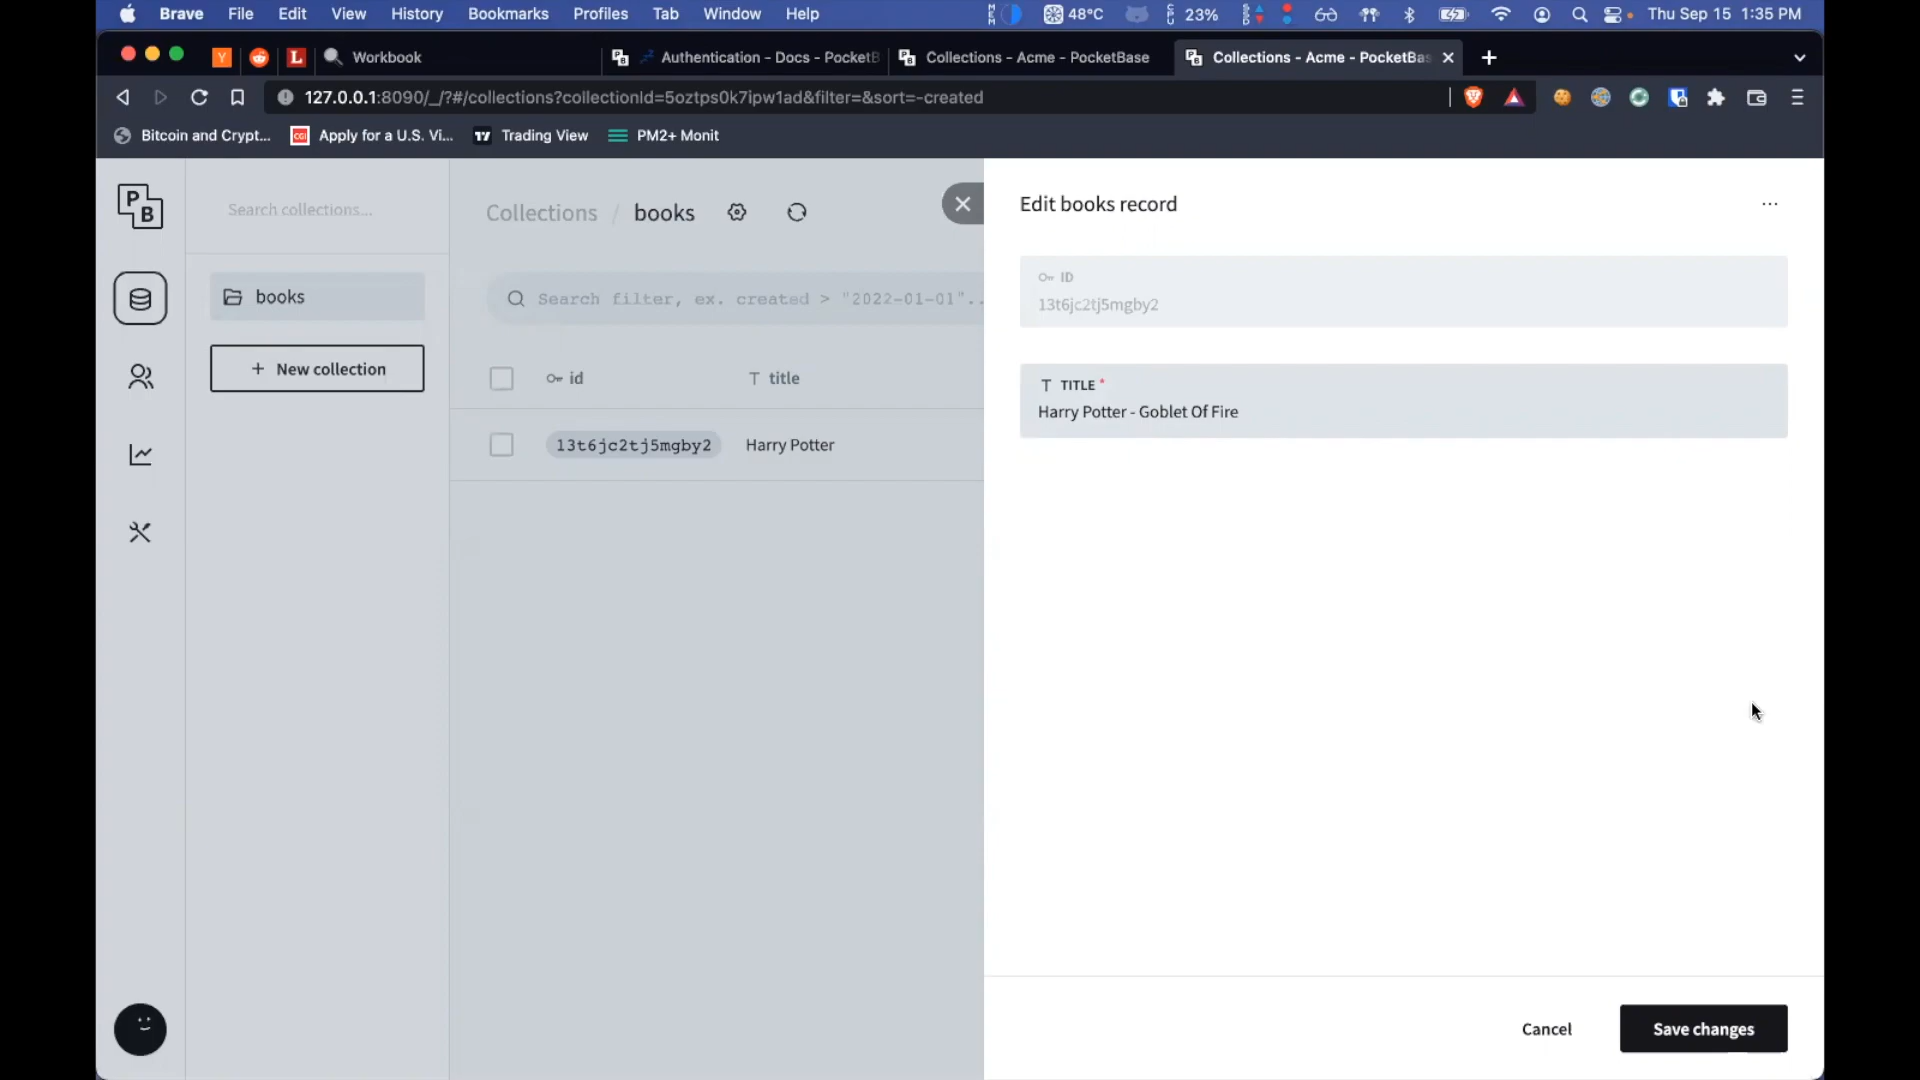 Brave File Edit View History Bookmarks Profiles Tab Window Help 48°C 23% Thu Sep 15 1:35 PM
Y L Workbook Authentication - Docs - PocketB Collections - Acme - PocketBase Collections - Acme - PocketBas
127.0.0.1:8090/_/?#/collections?collectionId=5oztps0k7ipw1ad&filter=&sort=-created
Bitcoin and Crypt... CGI Apply for a U.S. Vi... Trading View PM2+ Monit
PB
Search collections...
Collections / books
Edit books record
books
Search filter, ex. created > "2022-01-01"..
ID
13t6jc2tj5mgby2
New collection
id title
TITLE *
Harry Potter - Goblet Of Fire
13t6jc2tj5mgby2 Harry Potter
Cancel Save changes